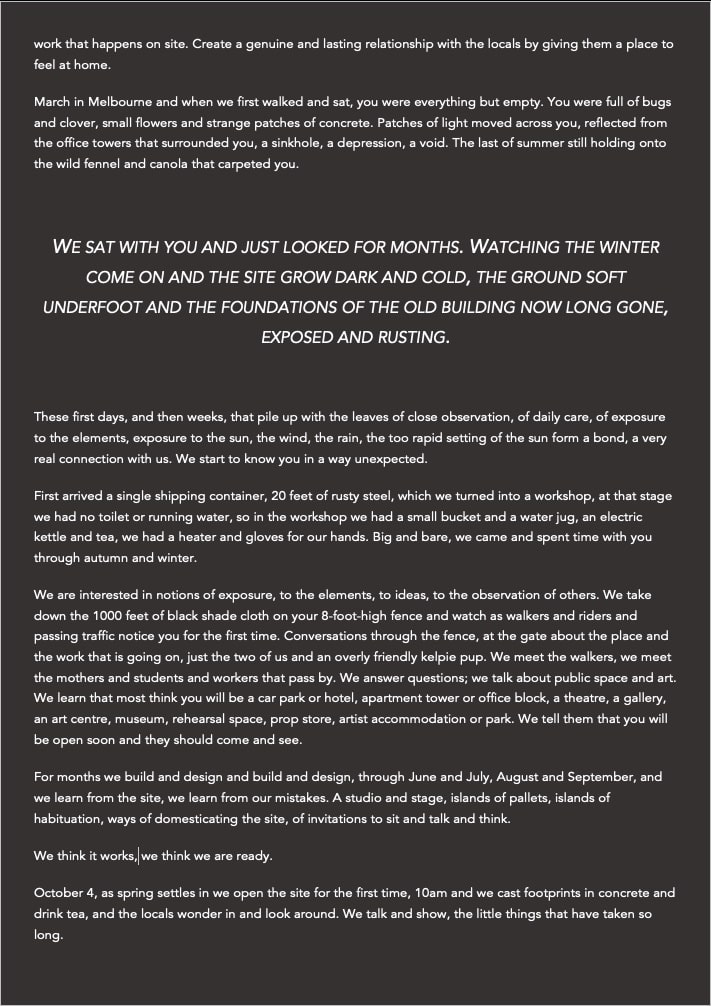 work that happens on site. Create a genuine and lasting relationship with the locals by giving them a place to
feel at home.
March in Melbourne and when we first walked and sat, you were everything but empty. You were full of bugs
and clover, small flowers and strange patches of concrete. Patches of light moved across you, reflected from
the office towers that surrounded you, a sinkhole, a depression, a void. The last of summer still holding onto
the wild fennel and canola that carpeted you.
WE SAT WITH YOU AND JUST LOOKED FOR MONTHS. WATCHING THE WINTER
COME ON AND THE SITE GROW DARK AND COLD, THE GROUND SOFT
UNDERFOOT AND THE FOUNDATIONS OF THE OLD BUILDING NOW LONG GONE,
EXPOSED AND RUSTING.
These first days, and then weeks, that pile up with the leaves of close observation, of daily care, of exposure
to the elements, exposure to the sun, the wind, the rain, the too rapid setting of the sun form a bond, a very
real connection with us. We start to know you in a way unexpected.
First arrived a single shipping container, 20 feet of rusty steel, which we turned into a workshop, at that stage
we had no toilet or running water, so in the workshop we had a small bucket and a water jug, an electric
kettle and tea, we had a heater and gloves for our hands. Big and bare, we came and spent time with you
through autumn and winter.
We are interested in notions of exposure, to the elements, to ideas, to the observation of others. We take
down the 1000 feet of black shade cloth on your 8-foot-high fence and watch as walkers and riders and
passing traffic notice you for the first time. Conversations through the fence, at the gate about the place and
the work that is going on, just the two of us and an overly friendly kelpie pup. We meet the walkers, we meet
the mothers and students and workers that pass by. We answer questions; we talk about public space and art.
We learn that most think you will be a car park or hotel, apartment tower or office block, a theatre, a gallery,
an art centre, museum, rehearsal space, prop store, artist accommodation or park. We tell them that you will
be open soon and they should come and see.
For months we build and design and build and design, through June and July, August and September, and
we learn from the site, we learn from our mistakes. A studio and stage, islands of pallets, islands of
habituation, ways of domesticating the site, of invitations to sit and talk and think.
We think it works, we think we are ready.
October 4, as spring settles in we open the site for the first time, 10am and we cast footprints in concrete and
drink tea, and the locals wonder in and look around. We talk and show, the little things that have taken so
long.